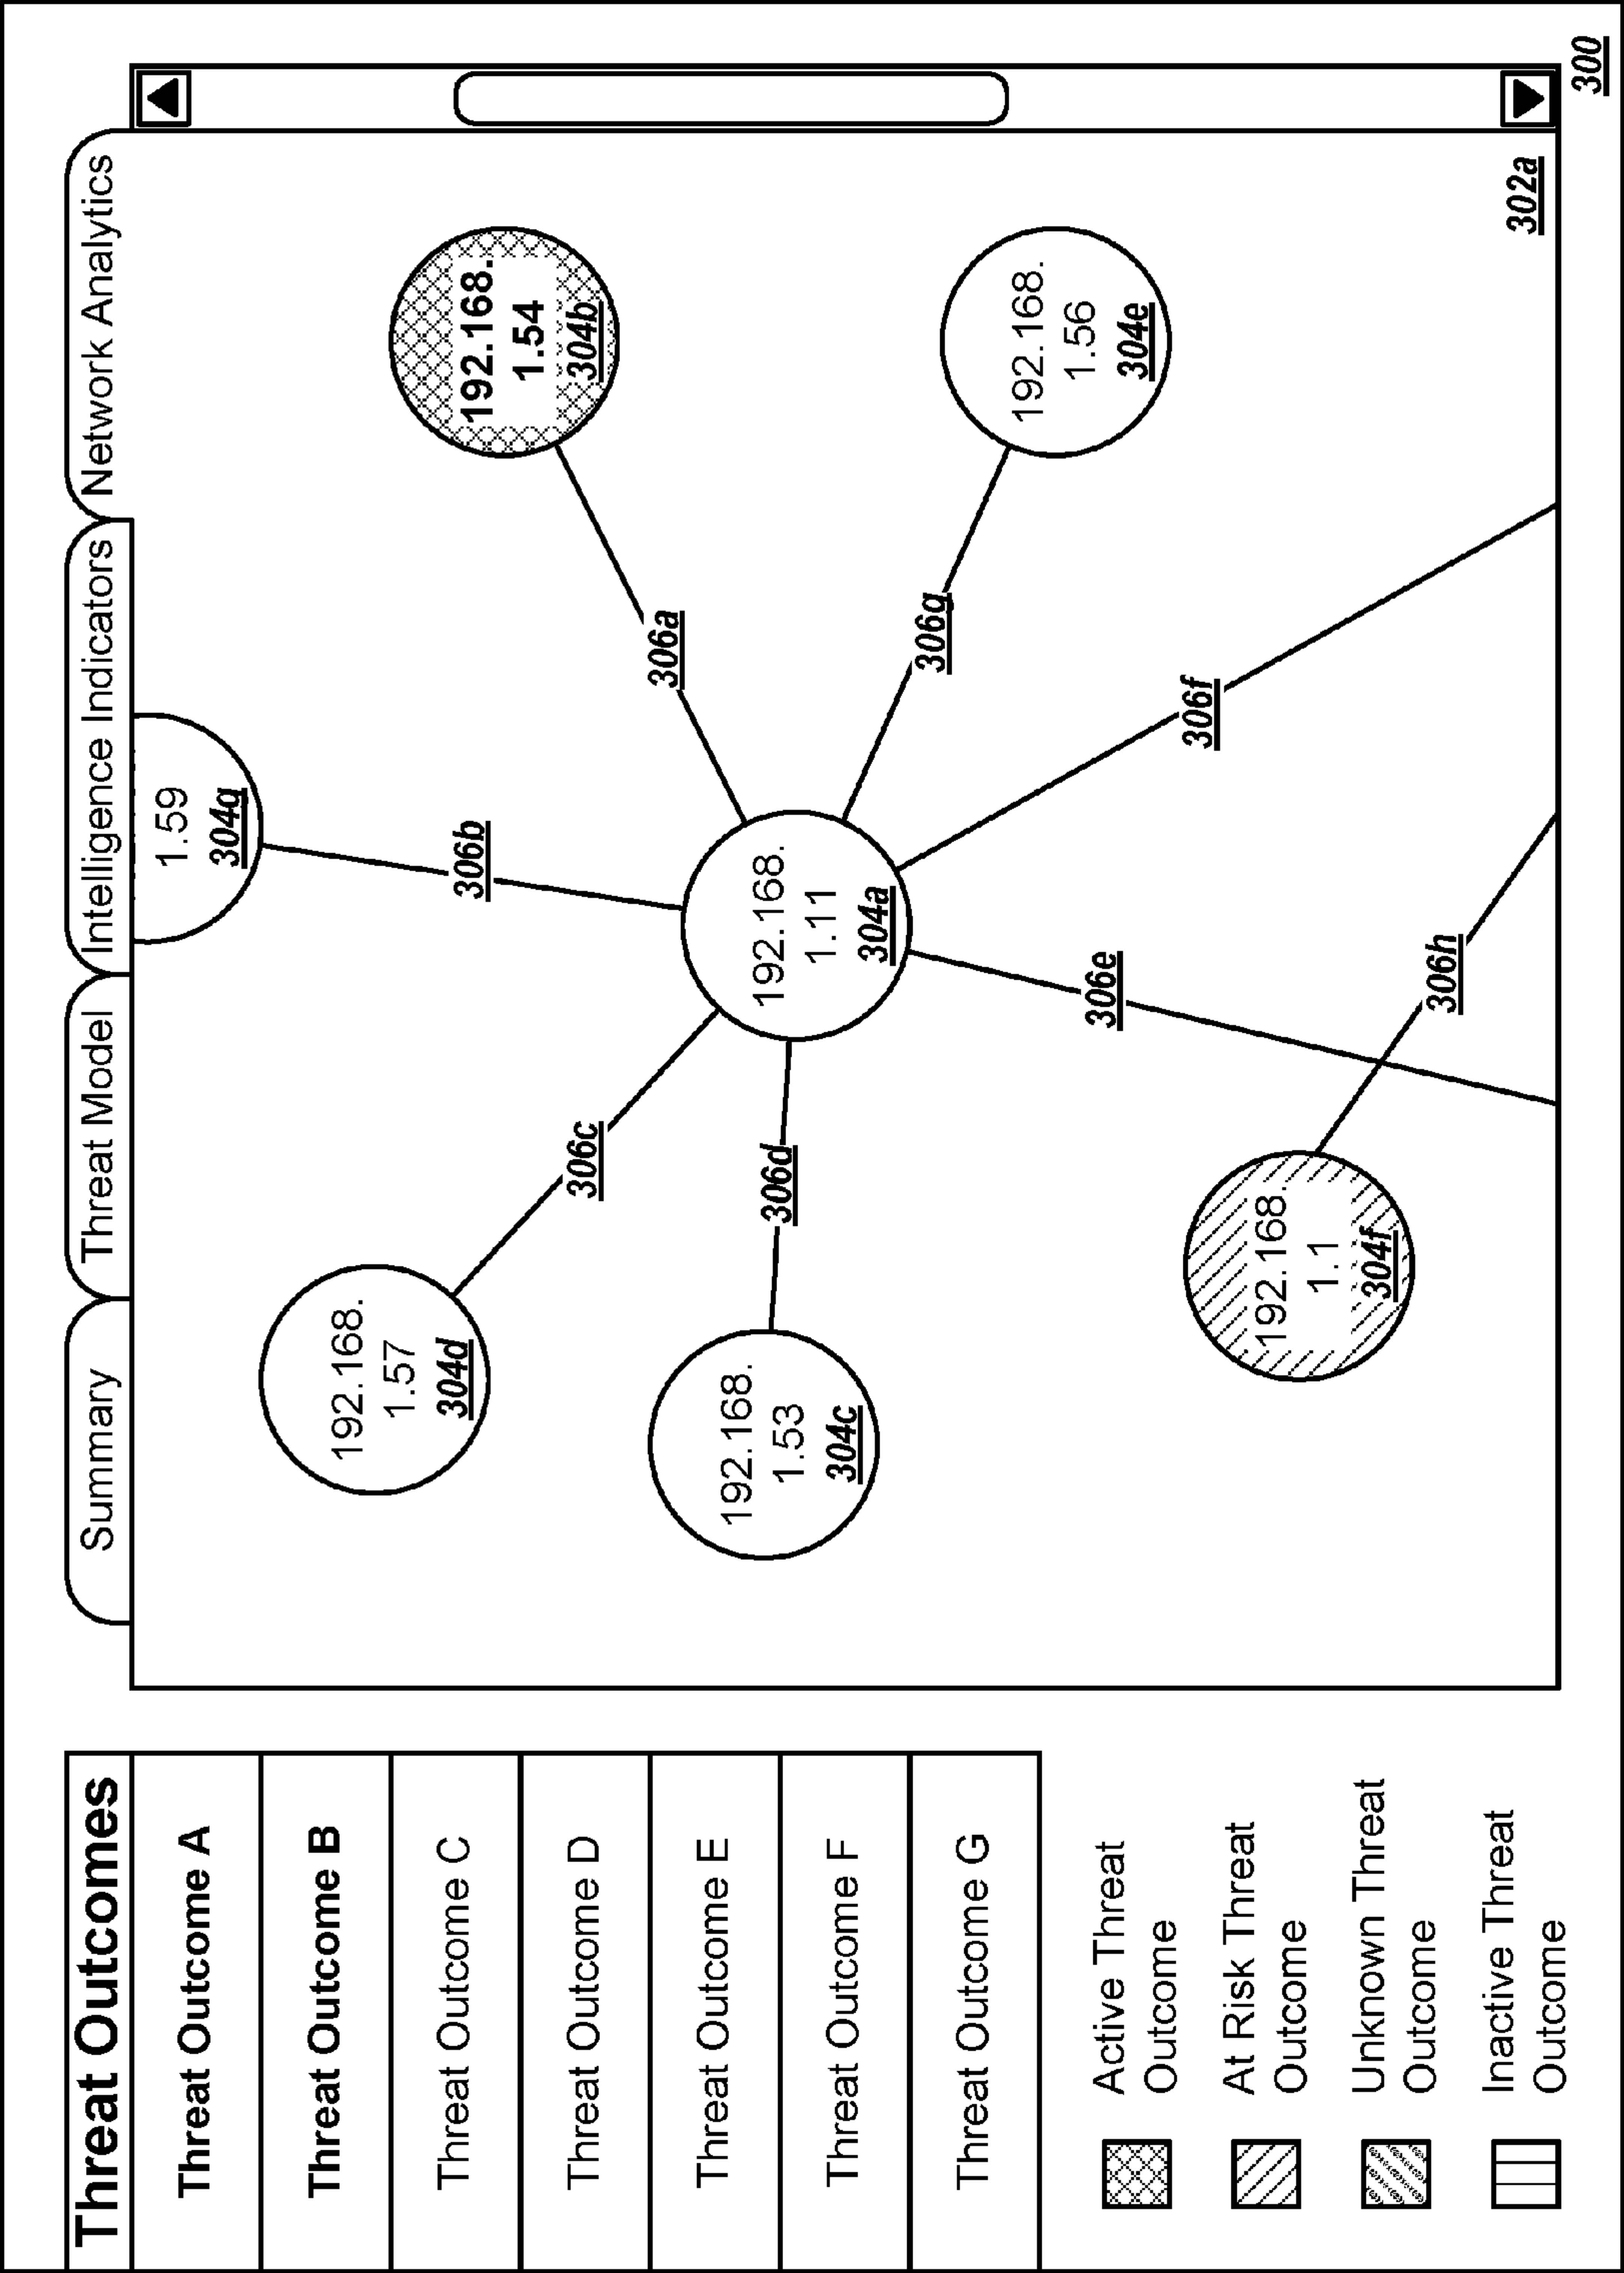 Threat Outcomes
Threat Outcome A
Threat Outcome B
Threat Outcome C
Threat Outcome D
Threat Outcome E
Threat Outcome F
Threat Outcome G
Active Threat
Outcome
At Risk Threat
Outcome
Unknown Threat
Outcome
Inactive Threat
Outcome
Summary
Threat Model
Intelligence Indicators
Network Analytics
1.59
304g
306b
192.168.
1.54
304b
306a
192.168.
1.57
304d
306c
192.168.
1.11
304a
192.168.
1.53
304c
306d
306g
192.168.
1.56
304e
306e
306f
192.168.
1.1
304f
306h
302a
300